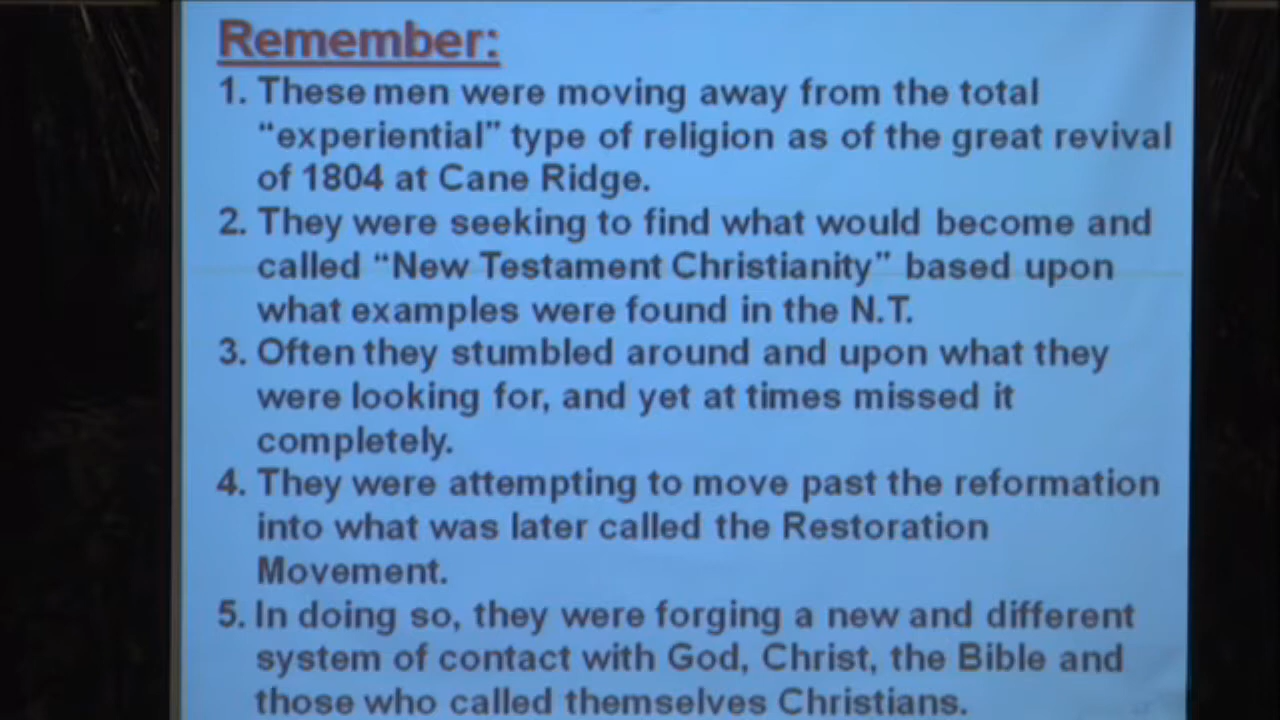 Remember:
1. These men were moving away from the total
“experiential” type of religion as of the great revival
of 1804 at Cane Ridge.
2. They were seeking to find what would become and
called “New Testament Christianity” based upon
what examples were found in the N.T.
3. Often they stumbled around and upon what they
were looking for, and yet at times missed it
completely.
4. They were attempting to move past the reformation
into what was later called the Restoration
Movement.
5. In doing so, they were forging a new and different
system of contact with God, Christ, the Bible and
those who called themselves Christians.